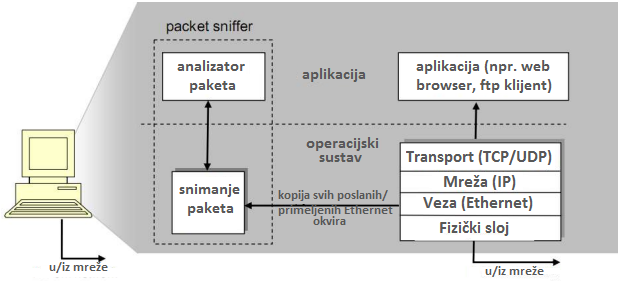 packet sniffer
analizator
paketa
aplikacija
aplikacija (npr. web
browser, ftp klijent)
operacijski
sustav
Transport (TCP/UDP)
Mreža (IP)
Veza (Ethernet)
Fizički sloj
snimanje
paketa
kopija svih poslanih/
primeljenih Ethernet
okvira
u/iz mreže
u/iz mreže